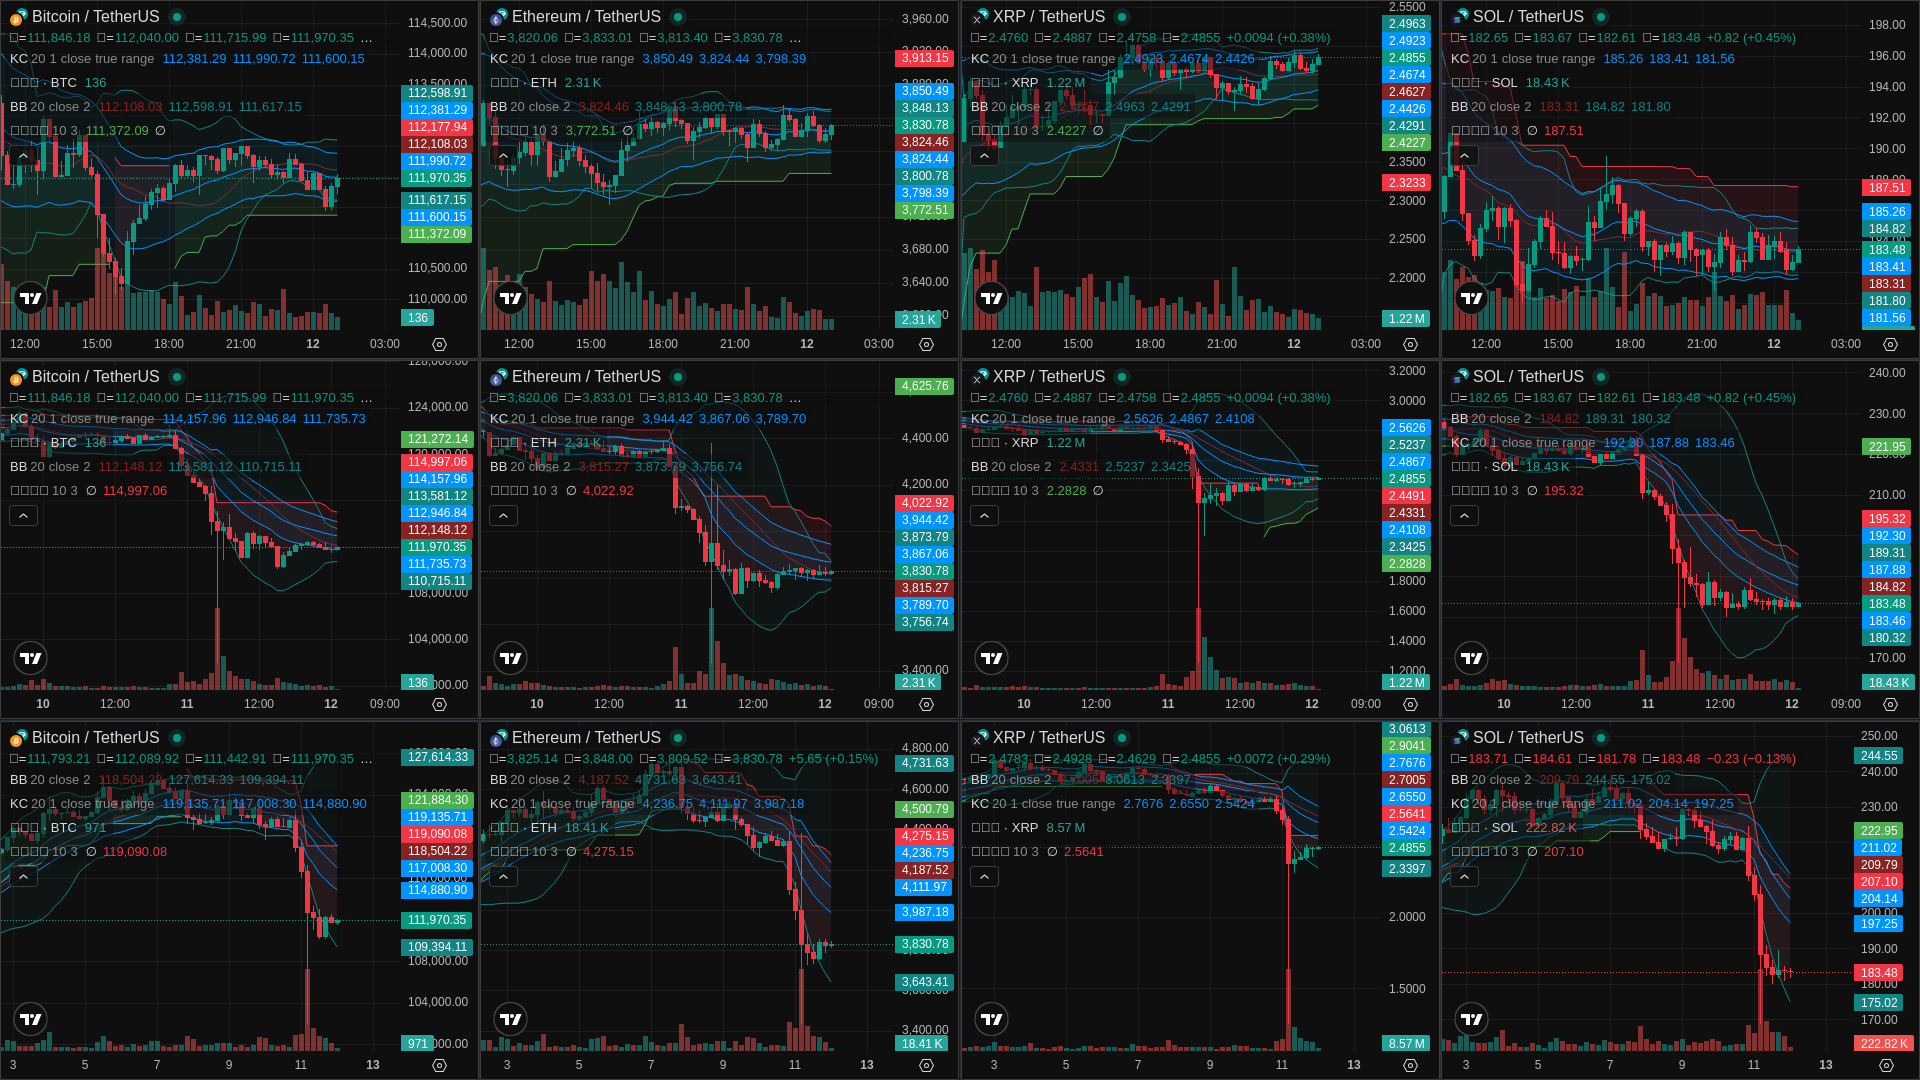 Bitcoin / TetherUS
=111,846.18 =112,040.00 =111,715.99 =111,970.35 ...
KC 20 1 close true range 112,381.29 111,990.72 111,600.15
· BTC 136
BB 20 close 2 112,108.03 112,598.91 111,617.15
10 3 111,372.09 ∅
114,500.00
114,000.00
113,500.00
112,598.91
112,381.29
112,177.94
112,108.03
111,990.72
111,970.35
111,617.15
111,600.15
111,372.09
110,500.00
110,000.00
136
12:00 15:00 18:00 21:00 12 03:00
Ethereum / TetherUS
=3,820.06 =3,833.01 =3,813.40 =3,830.78 ...
KC 20 1 close true range 3,850.49 3,824.44 3,798.39
· ETH 2.31 K
BB 20 close 2 3,824.46 3,848.13 3,800.78
10 3 3,772.51 ∅
3,960.00
3,913.15
3,850.49
3,848.13
3,830.78
3,824.46
3,824.44
3,800.78
3,798.39
3,772.51
3,680.00
3,640.00
2.31 K
12:00 15:00 18:00 21:00 12 03:00
XRP / TetherUS
=2.4760 =2.4887 =2.4758 =2.4855 +0.0094 (+0.38%)
KC 20 1 close true range 2.4923 2.4674 2.4426
· XRP 1.22 M
BB 20 close 2 2.4627 2.4963 2.4291
10 3 2.4227 ∅
2.5500
2.4963
2.4923
2.4855
2.4674
2.4627
2.4426
2.4291
2.4227
2.3500
2.3233
2.3000
2.2500
2.2000
1.22 M
12:00 15:00 18:00 21:00 12 03:00
SOL / TetherUS
=182.65 =183.67 =182.61 =183.48 +0.82 (+0.45%)
KC 20 1 close true range 185.26 183.41 181.56
· SOL 18.43 K
BB 20 close 2 183.31 184.82 181.80
10 3 ∅ 187.51
198.00
196.00
194.00
192.00
190.00
187.51
185.26
184.82
183.48
183.41
183.31
181.80
181.56
12:00 15:00 18:00 21:00 12 03:00
Bitcoin / TetherUS
=111,846.18 =112,040.00 =111,715.99 =111,970.35 ...
KC 20 1 close true range 114,157.96 112,946.84 111,735.73
· BTC 136
BB 20 close 2 112,148.12 113,581.12 110,715.11
10 3 ∅ 114,997.06
128,000.00
124,000.00
121,272.14
120,000.00
114,997.06
114,157.96
113,581.12
112,946.84
112,148.12
111,970.35
111,735.73
110,715.11
108,000.00
104,000.00
136
10 12:00 11 12:00 12 09:00
Ethereum / TetherUS
=3,820.06 =3,833.01 =3,813.40 =3,830.78 ...
KC 20 1 close true range 3,944.42 3,867.06 3,789.70
· ETH 2.31 K
BB 20 close 2 3,815.27 3,873.79 3,756.74
10 3 ∅ 4,022.92
4,625.76
4,400.00
4,200.00
4,022.92
3,944.42
3,873.79
3,867.06
3,830.78
3,815.27
3,789.70
3,756.74
3,400.00
2.31 K
10 12:00 11 12:00 12 09:00
XRP / TetherUS
=2.4760 =2.4887 =2.4758 =2.4855 +0.0094 (+0.38%)
KC 20 1 close true range 2.5626 2.4867 2.4108
· XRP 1.22 M
BB 20 close 2 2.4331 2.5237 2.3425
10 3 2.2828 ∅
3.2000
3.0000
2.5626
2.5237
2.4867
2.4855
2.4491
2.4331
2.4108
2.3425
2.2828
1.8000
1.6000
1.4000
1.2000
1.22 M
10 12:00 11 12:00 12 09:00
SOL / TetherUS
=182.65 =183.67 =182.61 =183.48 +0.82 (+0.45%)
BB 20 close 2 184.82 189.31 180.32
KC 20 1 close true range 192.30 187.88 183.46
· SOL 18.43 K
10 3 ∅ 195.32
240.00
230.00
221.95
220.00
210.00
195.32
192.30
189.31
187.88
184.82
183.48
183.46
180.32
170.00
18.43 K
10 12:00 11 12:00 12 09:00
Bitcoin / TetherUS
=111,793.21 =112,089.92 =111,442.91 =111,970.35 ...
BB 20 close 2 118,504.22 127,614.33 109,394.11
KC 20 1 close true range 119,135.71 117,008.30 114,880.90
· BTC 971
10 3 ∅ 119,090.08
127,614.33
121,884.30
119,135.71
119,090.08
118,504.22
117,008.30
114,880.90
111,970.35
109,394.11
108,000.00
104,000.00
971
3 5 7 9 11 13
Ethereum / TetherUS
=3,825.14 =3,848.00 =3,809.52 =3,830.78 +5.65 (+0.15%)
BB 20 close 2 4,187.52 4,731.63 3,643.41
KC 20 1 close true range 4,236.75 4,111.97 3,987.18
· ETH 18.41 K
10 3 ∅ 4,275.15
4,800.00
4,731.63
4,600.00
4,500.79
4,275.15
4,236.75
4,187.52
4,111.97
3,987.18
3,830.78
3,643.41
3,400.00
18.41 K
3 5 7 9 11 13
XRP / TetherUS
=2.4783 =2.4928 =2.4629 =2.4855 +0.0072 (+0.29%)
BB 20 close 2 2.7005 3.0613 2.3397
KC 20 1 close true range 2.7676 2.6550 2.5424
· XRP 8.57 M
10 3 ∅ 2.5641
3.0613
2.9041
2.7676
2.7005
2.6550
2.5641
2.5424
2.4855
2.3397
2.0000
1.5000
8.57 M
3 5 7 9 11 13
SOL / TetherUS
=183.71 =184.61 =181.78 =183.48 −0.23 (−0.13%)
BB 20 close 2 209.79 244.55 175.02
KC 20 1 close true range 211.02 204.14 197.25
· SOL 222.82 K
10 3 ∅ 207.10
250.00
244.55
240.00
230.00
222.95
211.02
209.79
207.10
204.14
200.00
197.25
190.00
183.48
180.00
175.02
170.00
222.82 K
3 5 7 9 11 13